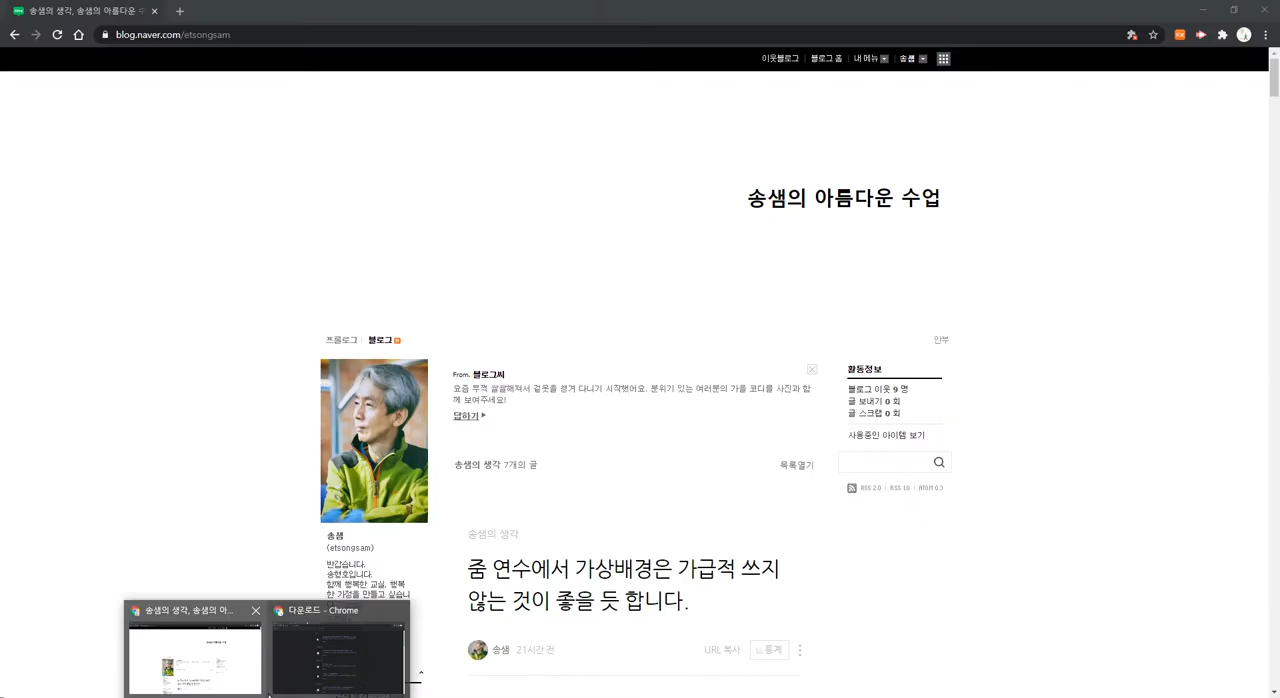 송샘의 생각, 송샘의 아름다운
blog.naver.com/etsongsam
이웃블로그 | 블로그 홈 | 내 메뉴 | 송샘
송샘의 아름다운 수업
프롤로그 | 블로그
안부
From. 블로그씨
요즘 부쩍 쌀쌀해져서 겉옷을 챙겨 다니기 시작했어요. 분위기 있는 여러분의 가을 코디를 사진과 함
께 보여주세요!
답하기
송샘의 생각 7개의 글
목록열기
활동정보
블로그 이웃 9 명
글 보내기 0 회
글 스크랩 0 회
사용중인 아이템 보기
RSS 2.0 | RSS 1.0 | ATOM 0.3
송샘
(etsongsam)
반갑습니다.
송형호입니다.
함께 행복한 교실, 행복
한 가정을 만들고 싶습니
송샘의 생각
줌 연수에서 가상배경은 가급적 쓰지
않는 것이 좋을 듯 합니다.
송샘 21시간 전
URL 복사
통계
송샘의 생각, 송샘의 아...
다운로드 - Chrome